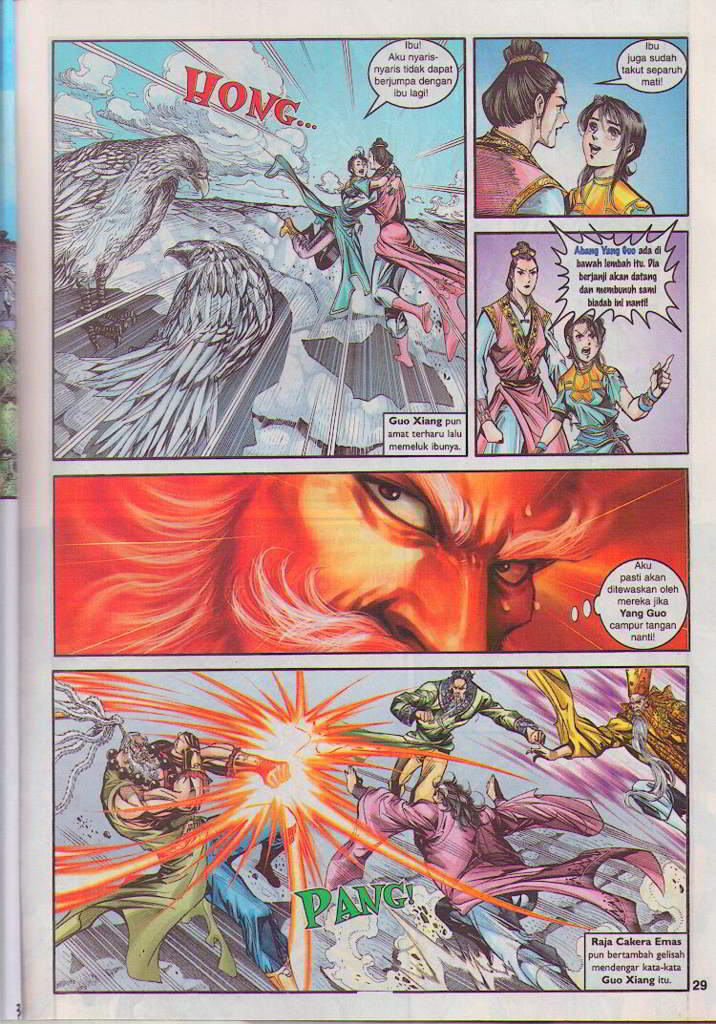 HONG...
Ibu!
Aku nyaris-
nyaris tidak dapat
berjumpa dengan
ibu lagi!
Guo Xiang pun
amat terharu lalu
memeluk ibunya.
Ibu
juga sudah
takut separuh
mati!
Abang Yang Guo ada di
bawah lembah itu. Dia
berjanji akan datang
dan membunuh sami
biadab ini nanti!
Aku
pasti akan
ditewaskan oleh
mereka jika
Yang Guo
campur tangan
nanti!
PANG!
Raja Cakera Emas
pun bertambah gelisah
mendengar kata-kata
Guo Xiang itu.
29